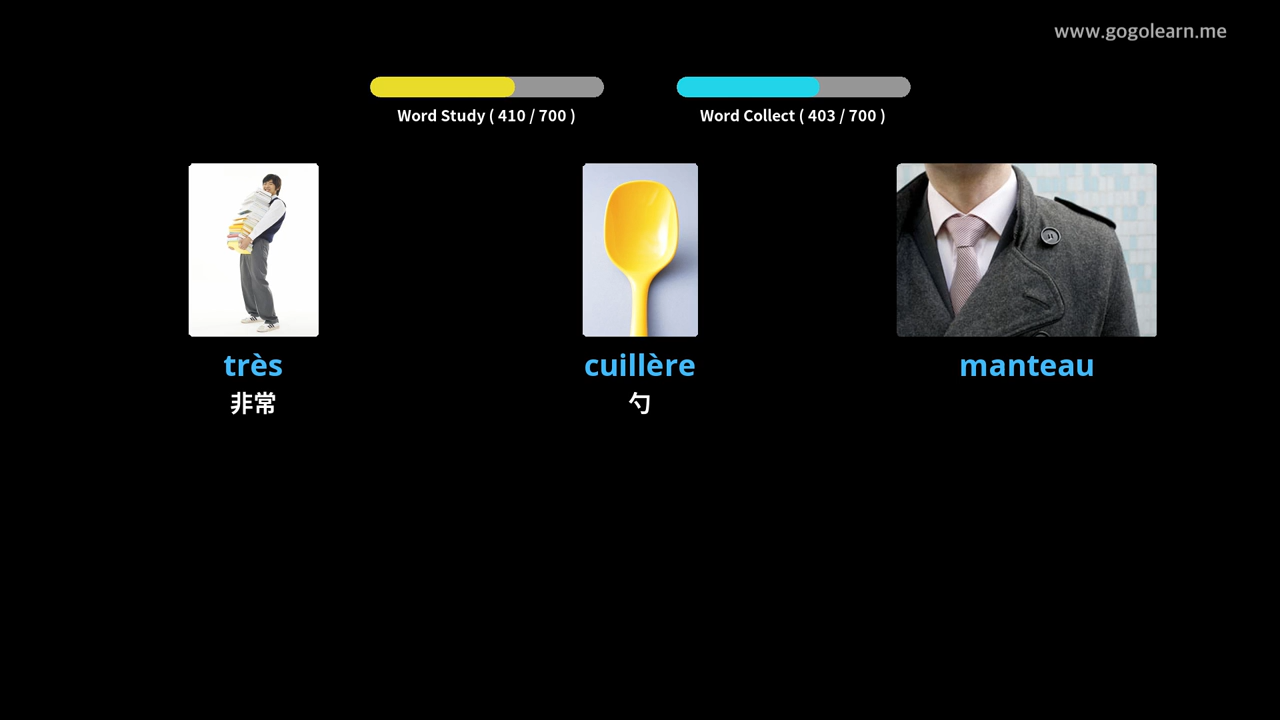 www.gogolearn.me
Word Study ( 410 / 700 )
Word Collect ( 403 / 700 )
très
非常
cuillère
勺
manteau